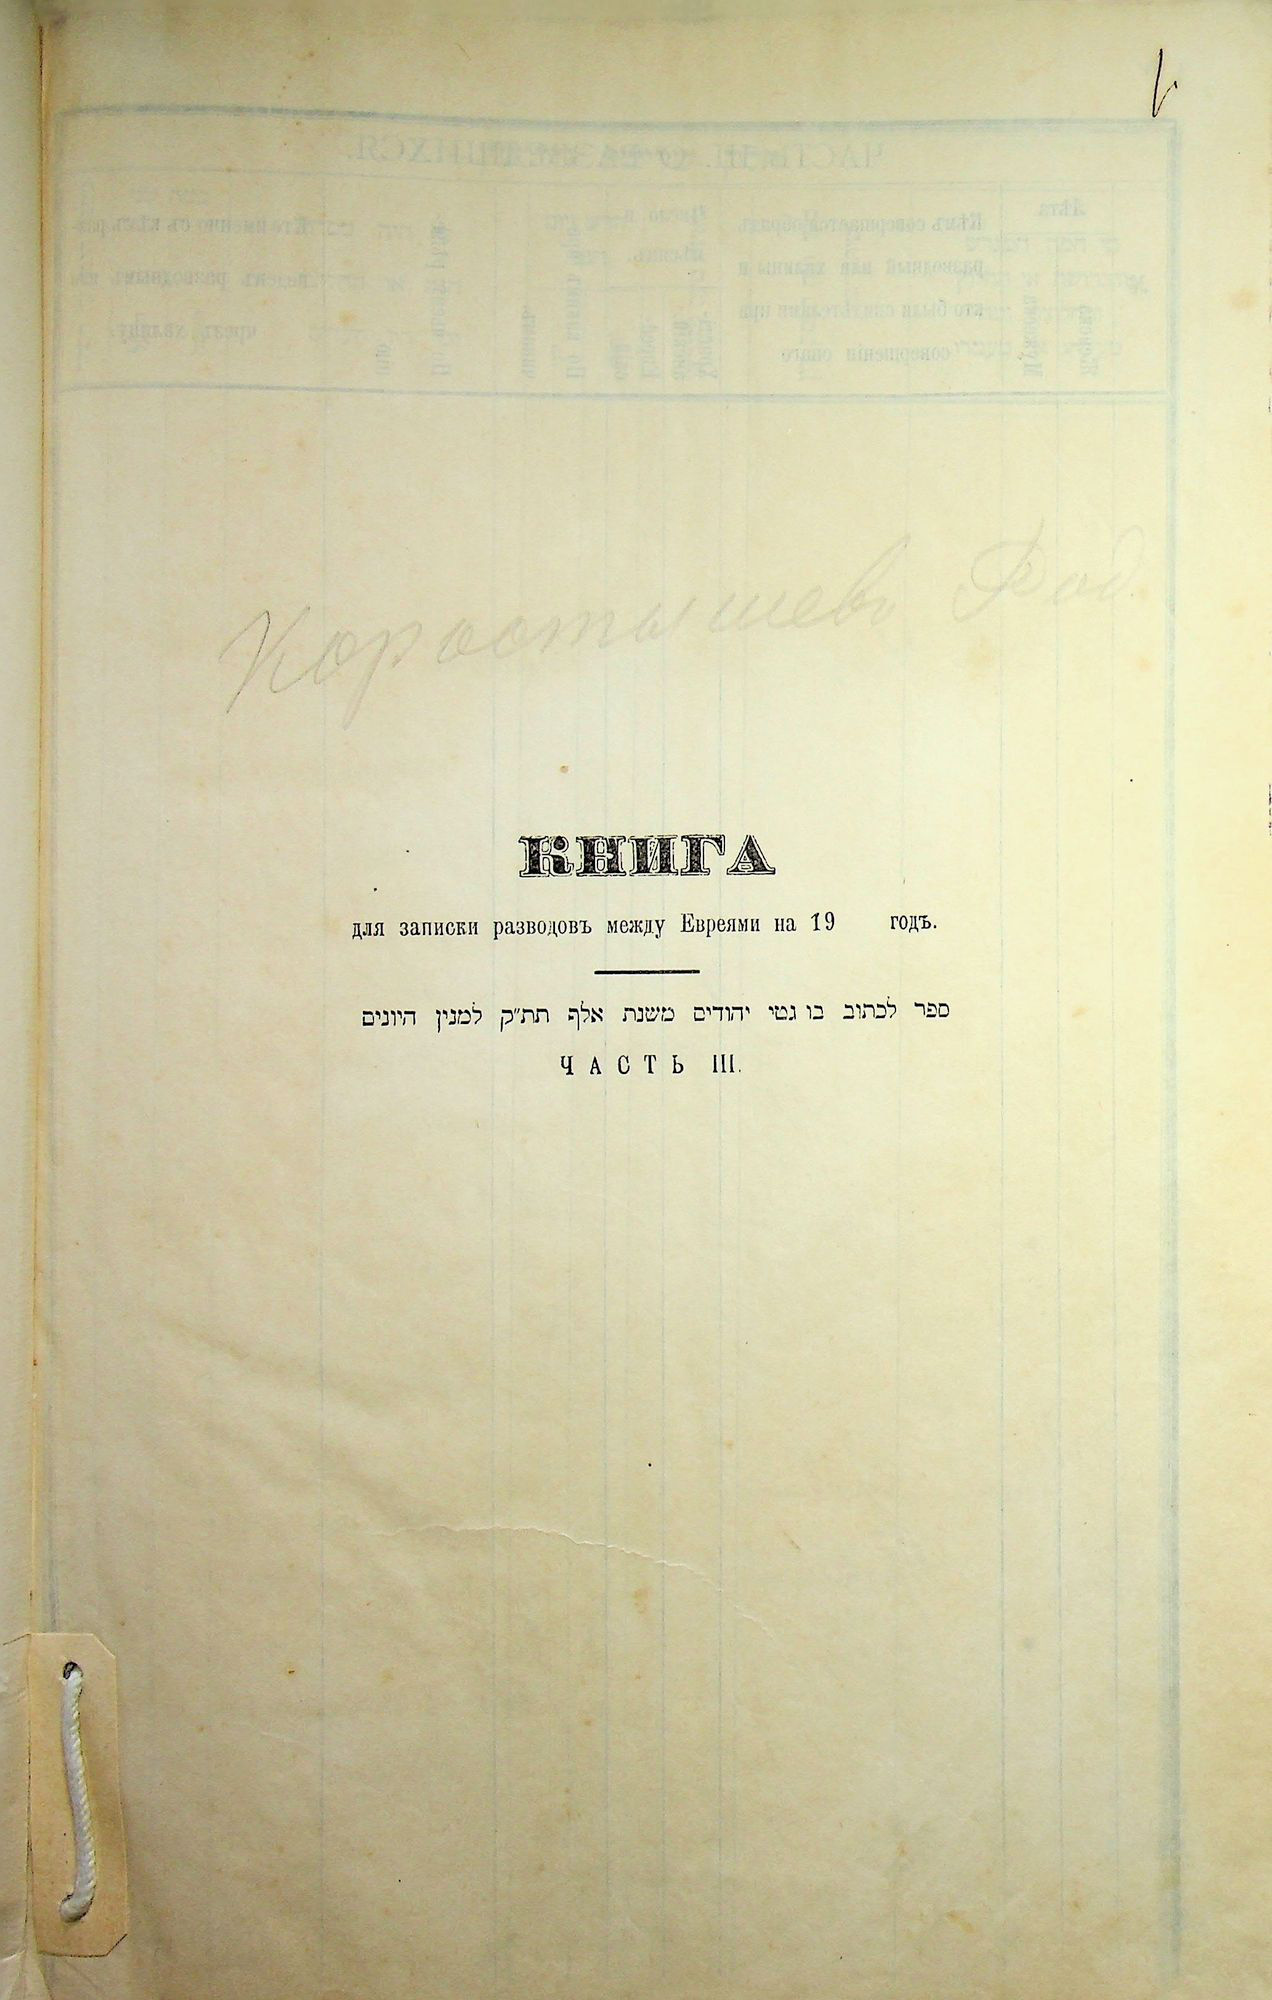 1
Коростышев Рад
КНИГА
для записки разводовъ между Евреями на 19 годъ.
ספר לכתוב בו גטי יהודים משנת אלף תת״ק למנין היונים
ЧАСТЬ III.